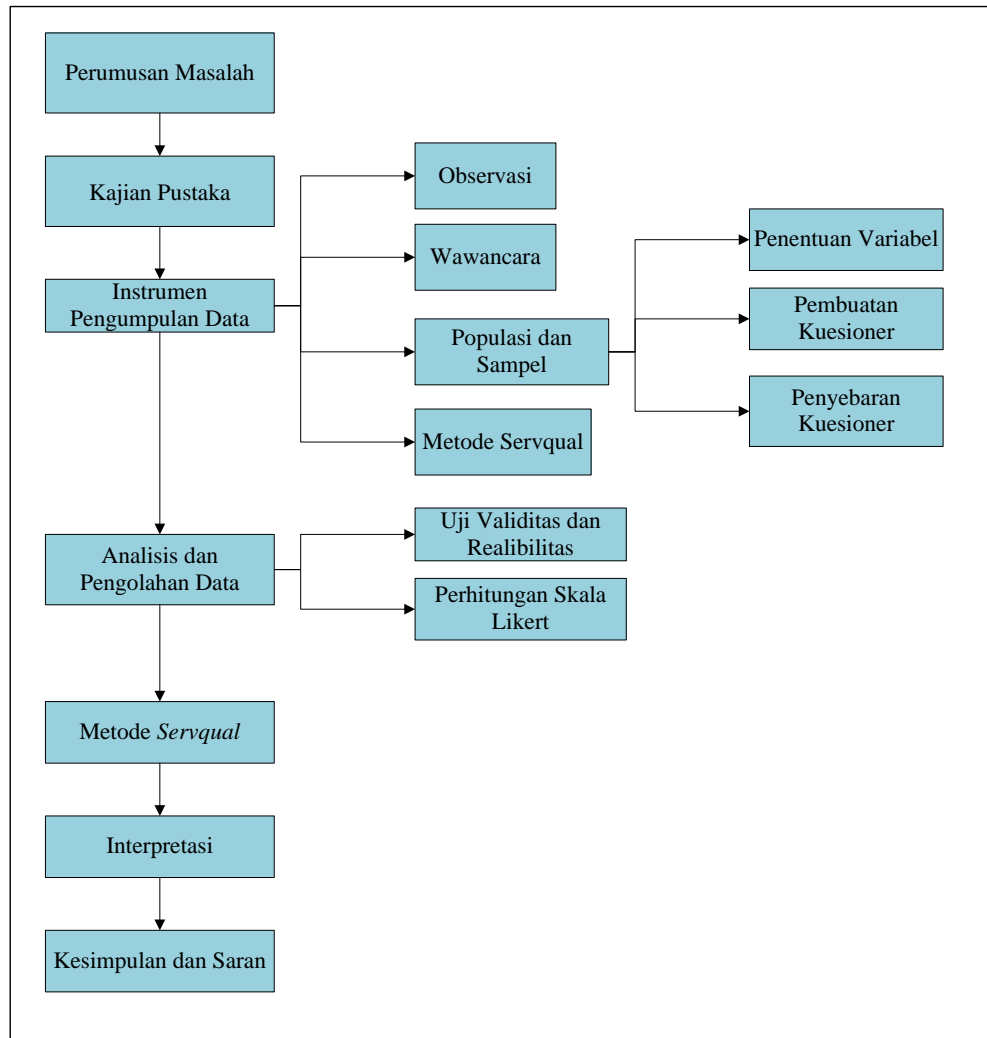 Perumusan Masalah
Kajian Pustaka
Instrumen
Pengumpulan Data
Observasi
Wawancara
Populasi dan
Sampel
Metode Servqual
Penentuan Variabel
Pembuatan
Kuesioner
Penyebaran
Kuesioner
Analisis dan
Pengolahan Data
Uji Validitas dan
Realibilitas
Perhitungan Skala
Likert
Metode Servqual
Interpretasi
Kesimpulan dan Saran